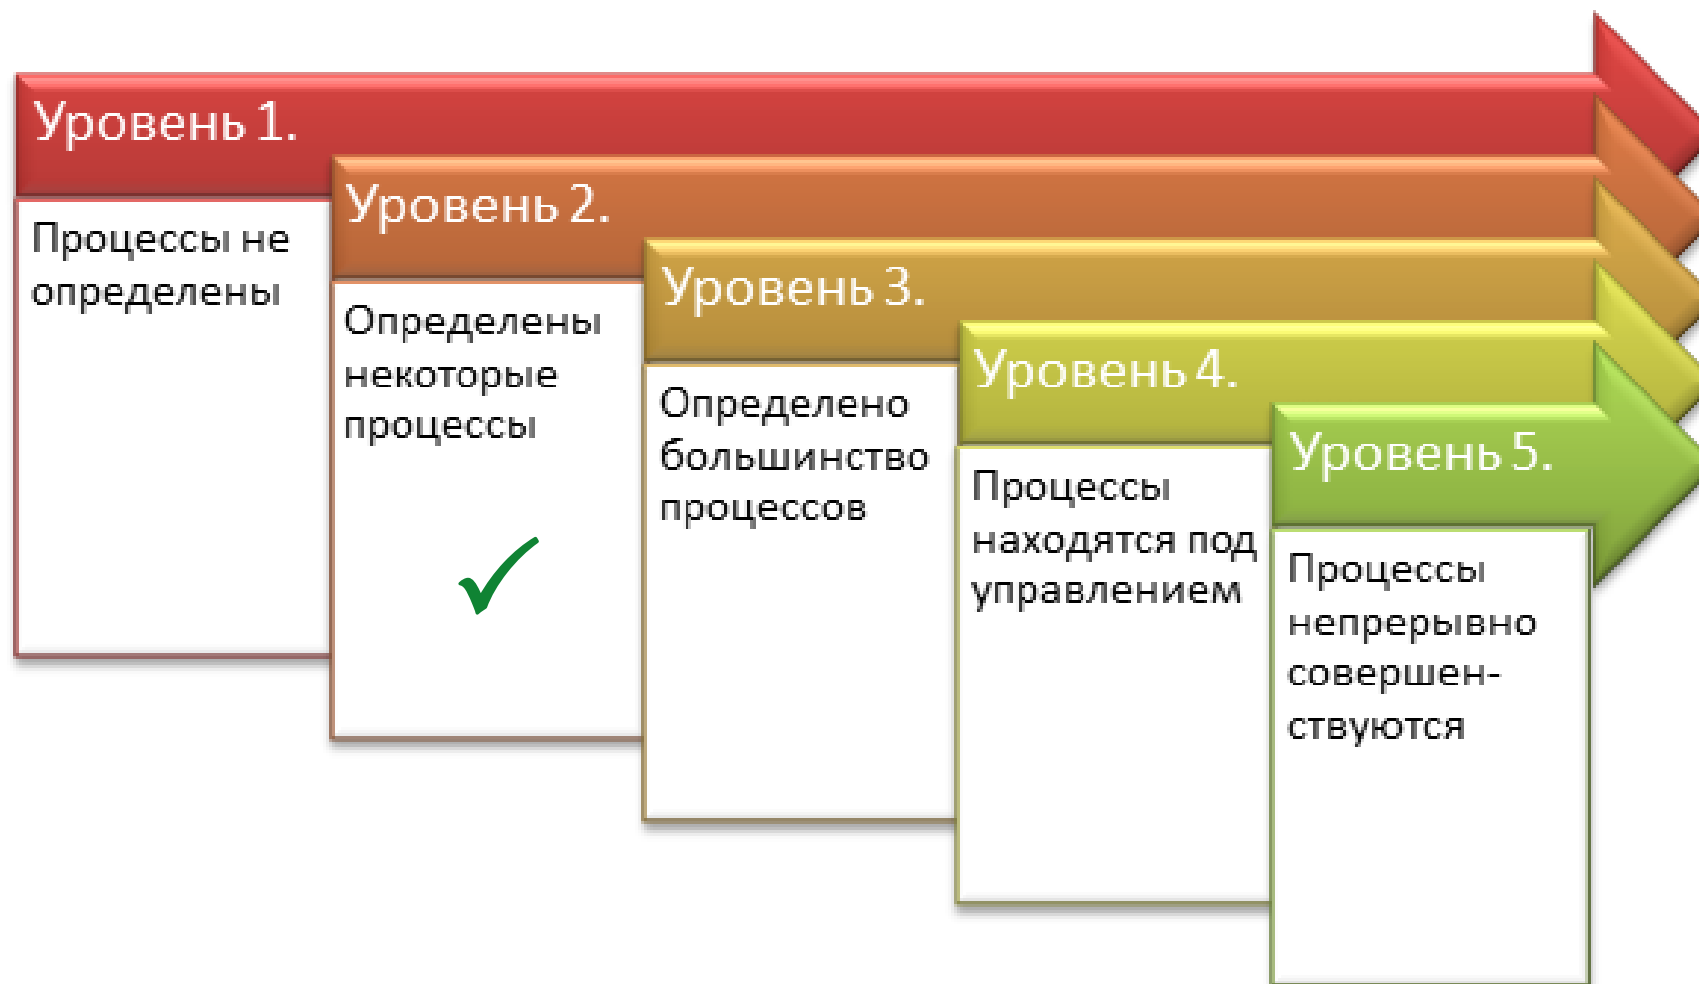 Уровень 1.
Процессы не
определены
Уровень 2.
Определены
некоторые
процессы
Уровень 3.
Определено
большинство
процессов
Уровень 4.
Процессы
находятся под
управлением
Уровень 5.
Процессы
непрерывно
совершен-
ствуются